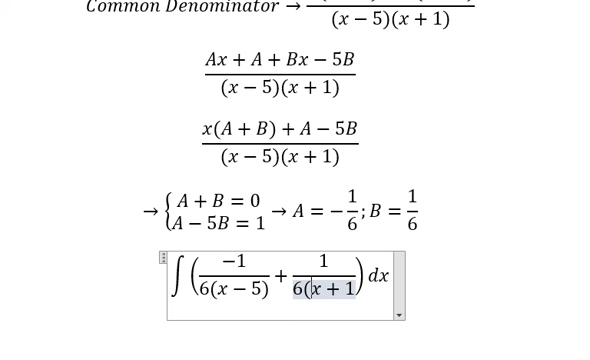 Common Denominator → ─────────
(x − 5)(x + 1)
Ax + A + Bx − 5B
(x − 5)(x + 1)
x(A + B) + A − 5B
(x − 5)(x + 1)
→ { A + B = 0
A − 5B = 1 → A = −1/6; B = 1/6
∫ (−1/6(x − 5) + 1/6(x + 1) dx